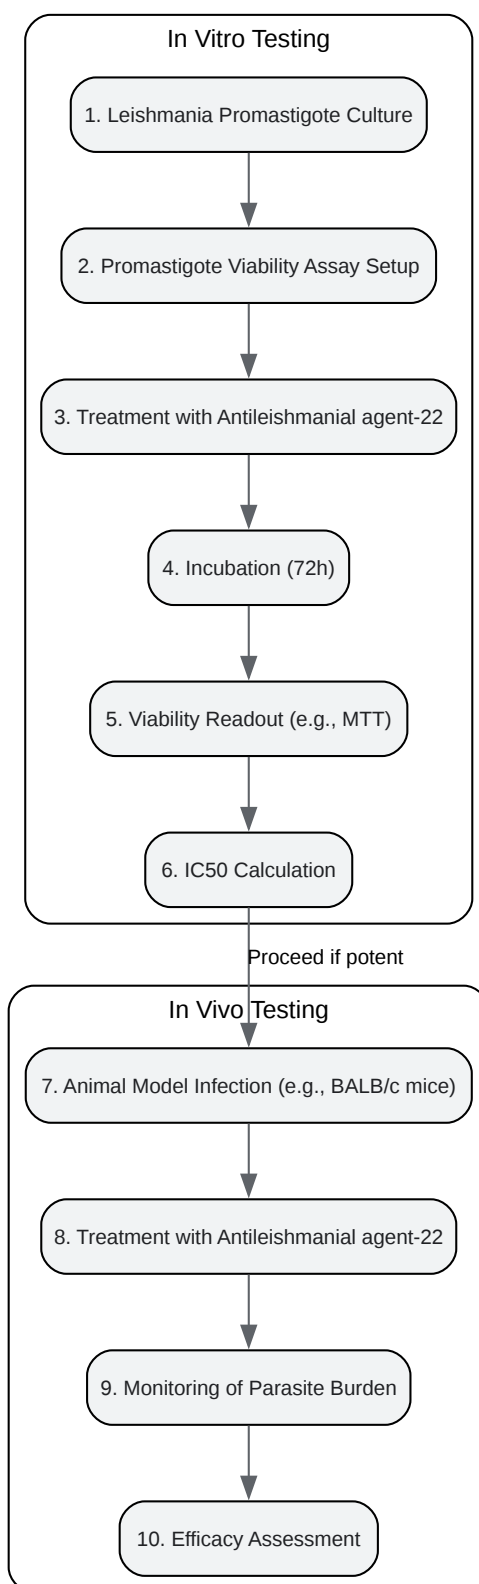 In Vitro Testing
1. Leishmania Promastigote Culture
2. Promastigote Viability Assay Setup
3. Treatment with Antileishmanial agent-22
4. Incubation (72h)
5. Viability Readout (e.g., MTT)
6. IC50 Calculation
Proceed if potent
In Vivo Testing
7. Animal Model Infection (e.g., BALB/c mice)
8. Treatment with Antileishmanial agent-22
9. Monitoring of Parasite Burden
10. Efficacy Assessment